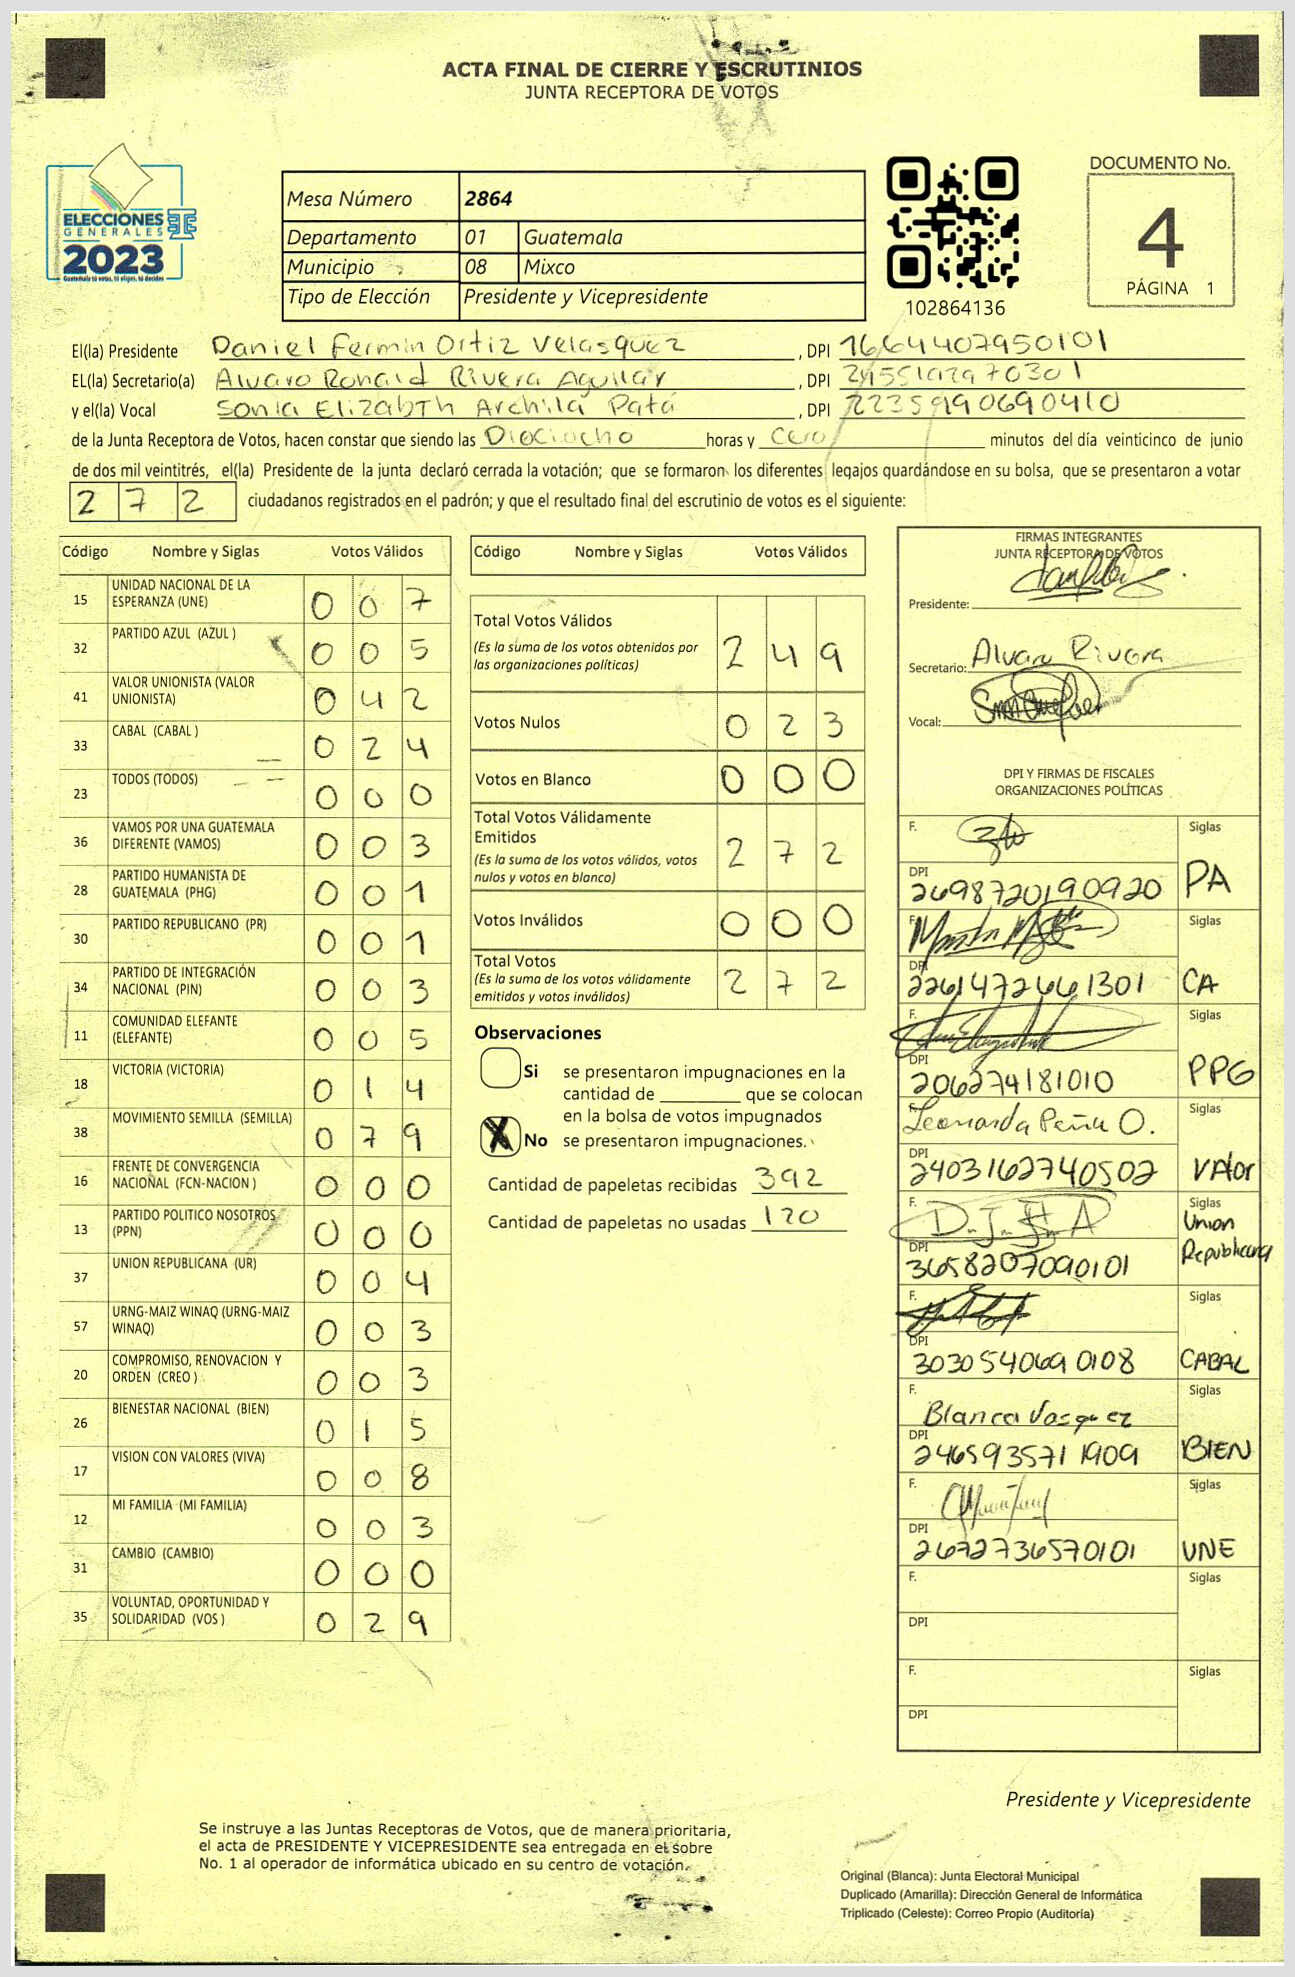 ACTA FINAL DE CIERRE Y ESCRUTINIOS
JUNTA RECEPTORA DE VOTOS
ELECCIONES
GENERALES
2023
Guatemala tú votas, tú eliges, tú decides
Mesa Número 2864
Departamento 01 Guatemala
Municipio 08 Mixco
Tipo de Elección Presidente y Vicepresidente
102864136
DOCUMENTO No.
4
PÁGINA 1
El(la) Presidente Daniel Fermin Ortiz Velasquez , DPI 1664407950101
EL(la) Secretario(a) Alvaro Ronald Rivera Aguilar , DPI
y el(la) Vocal Sonia Elizabth Archila Patá , DPI 2235990690410
de la Junta Receptora de Votos, hacen constar que siendo las Dieciocho horas y Cero minutos del día veinticinco de junio
de dos mil veintitrés, el(la) Presidente de la junta declaró cerrada la votación; que se formaron los diferentes legajos guardándose en su bolsa, que se presentaron a votar
272 ciudadanos registrados en el padrón; y que el resultado final del escrutinio de votos es el siguiente:
Código Nombre y Siglas Votos Válidos
15 UNIDAD NACIONAL DE LA ESPERANZA (UNE) 0 0 7
32 PARTIDO AZUL (AZUL ) 0 0 5
41 VALOR UNIONISTA (VALOR UNIONISTA) 0 4 2
33 CABAL (CABAL ) 0 2 4
23 TODOS (TODOS) 0 0 0
36 VAMOS POR UNA GUATEMALA DIFERENTE (VAMOS) 0 0 3
28 PARTIDO HUMANISTA DE GUATEMALA (PHG) 0 0 1
30 PARTIDO REPUBLICANO (PR) 0 0 1
34 PARTIDO DE INTEGRACIÓN NACIONAL (PIN) 0 0 3
11 COMUNIDAD ELEFANTE (ELEFANTE) 0 0 5
18 VICTORIA (VICTORIA) 0 1 4
38 MOVIMIENTO SEMILLA (SEMILLA) 0 7 9
16 FRENTE DE CONVERGENCIA NACIONAL (FCN-NACION ) 0 0 0
13 PARTIDO POLITICO NOSOTROS (PPN) 0 0 0
37 UNION REPUBLICANA (UR) 0 0 4
57 URNG-MAIZ WINAQ (URNG-MAIZ WINAQ) 0 0 3
20 COMPROMISO, RENOVACION Y ORDEN (CREO ) 0 0 3
26 BIENESTAR NACIONAL (BIEN) 0 1 5
17 VISION CON VALORES (VIVA) 0 0 8
12 MI FAMILIA (MI FAMILIA) 0 0 3
31 CAMBIO (CAMBIO) 0 0 0
35 VOLUNTAD, OPORTUNIDAD Y SOLIDARIDAD (VOS ) 0 2 9
Código Nombre y Siglas Votos Válidos
Total Votos Válidos 2 4 9
(Es la suma de los votos obtenidos por
las organizaciones políticas)
Votos Nulos 0 2 3
Votos en Blanco 0 0 0
Total Votos Válidamente
Emitidos 2 7 2
(Es la suma de los votos válidos, votos
nulos y votos en blanco)
Votos Inválidos 0 0 0
Total Votos 2 7 2
(Es la suma de los votos válidamente
emitidos y votos inválidos)
Observaciones
Si se presentaron impugnaciones en la
cantidad de ________ que se colocan
en la bolsa de votos impugnados
X No se presentaron impugnaciones.
Cantidad de papeletas recibidas 392
Cantidad de papeletas no usadas 120
FIRMAS INTEGRANTES
JUNTA RECEPTORA DE VOTOS
Presidente:
Secretario: Alvaro Rivera
Vocal:
DPI Y FIRMAS DE FISCALES
ORGANIZACIONES POLÍTICAS
F. Siglas
DPI 2698720190920 PA
F. Siglas
DPI 2261472661301 CA
F. Siglas
DPI 206274181010 PPG
F. Leonarda Peña O. Siglas
DPI 2403162740502 VAlor
F. Siglas
DPI 3658207090101 Union Republicana
F. Siglas
DPI 3030540690108 CABAL
F. Blanca Vasquez Siglas
DPI 2465935711909 BIEN
F. Siglas
DPI 2672736570101 UNE
F. Siglas
DPI
F. Siglas
DPI
Presidente y Vicepresidente
Se instruye a las Juntas Receptoras de Votos, que de manera prioritaria,
el acta de PRESIDENTE Y VICEPRESIDENTE sea entregada en el sobre
No. 1 al operador de informática ubicado en su centro de votación.
Original (Blanca): Junta Electoral Municipal
Duplicado (Amarilla): Dirección General de Informática
Triplicado (Celeste): Correo Propio (Auditoría)